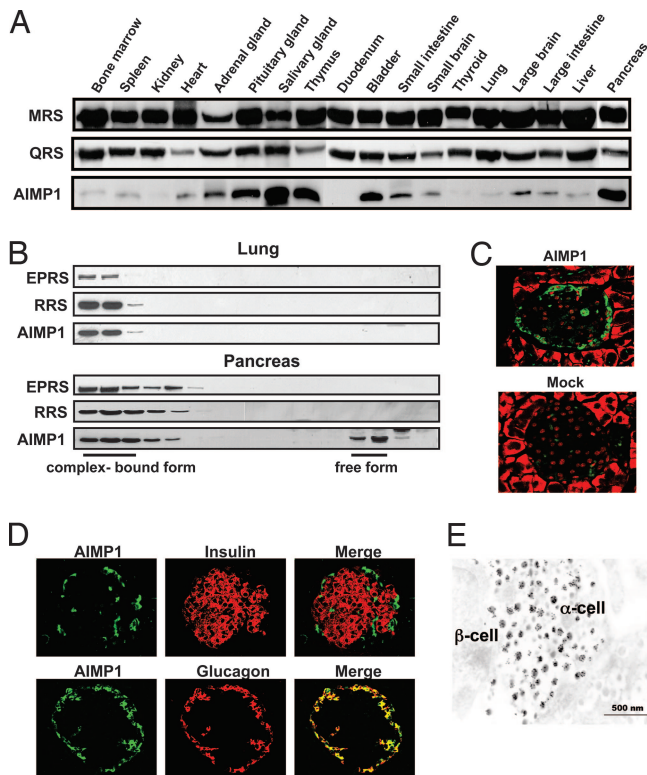 A
Bone marrow
Spleen
Kidney
Heart
Adrenal gland
Pituitary gland
Salivary gland
Thymus
Duodenum
Bladder
Small intestine
Small brain
Thyroid
Lung
Large brain
Large intestine
Liver
Pancreas
MRS
QRS
AIMP1
B
Lung
EPRS
RRS
AIMP1
Pancreas
EPRS
RRS
AIMP1
complex- bound form
free form
C
AIMP1
Mock
D
AIMP1 Insulin Merge
AIMP1 Glucagon Merge
E
α-cell
β-cell
500 nm